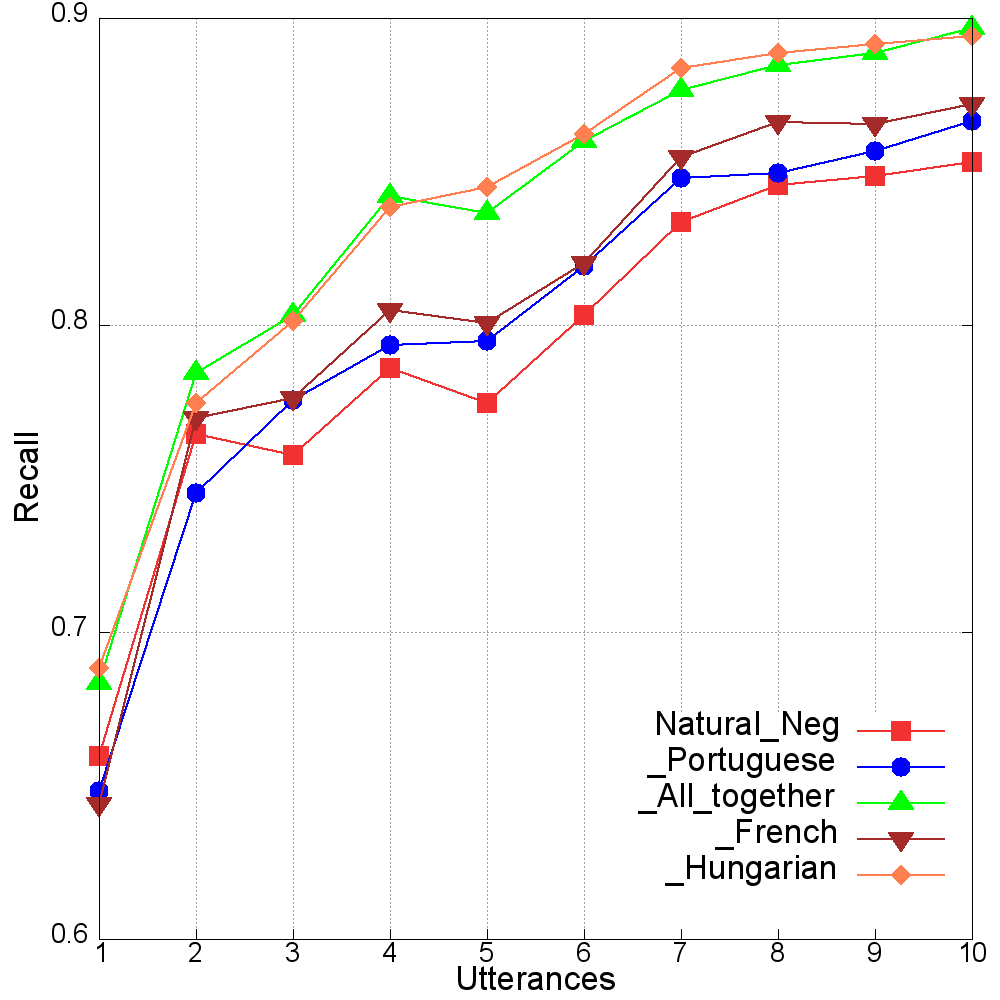 0.9
0.8
0.7
0.6
Recall
Natural_Neg
_Portuguese
_All_together
_French
_Hungarian
1 2 3 4 5 6 7 8 9 10
Utterances